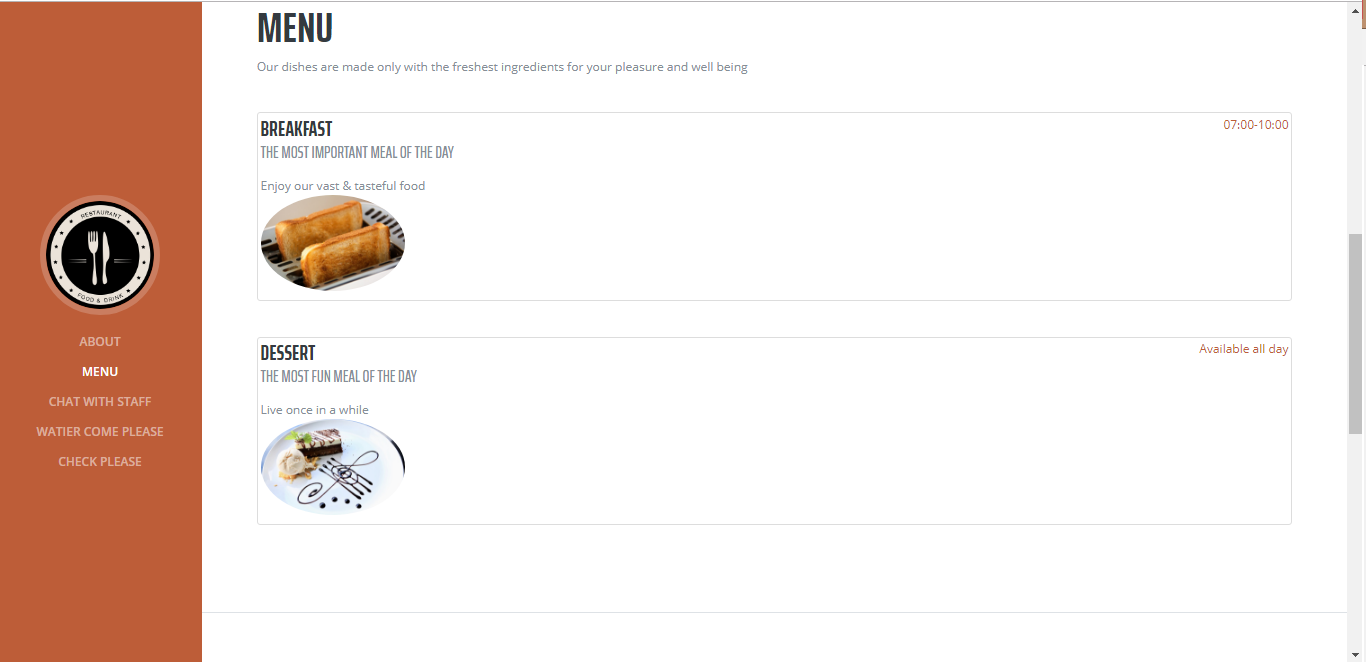 RESTAURANT
FOOD & DRINK
ABOUT
MENU
CHAT WITH STAFF
WATIER COME PLEASE
CHECK PLEASE
MENU
Our dishes are made only with the freshest ingredients for your pleasure and well being
BREAKFAST
07:00-10:00
THE MOST IMPORTANT MEAL OF THE DAY
Enjoy our vast & tasteful food
DESSERT
Available all day
THE MOST FUN MEAL OF THE DAY
Live once in a while